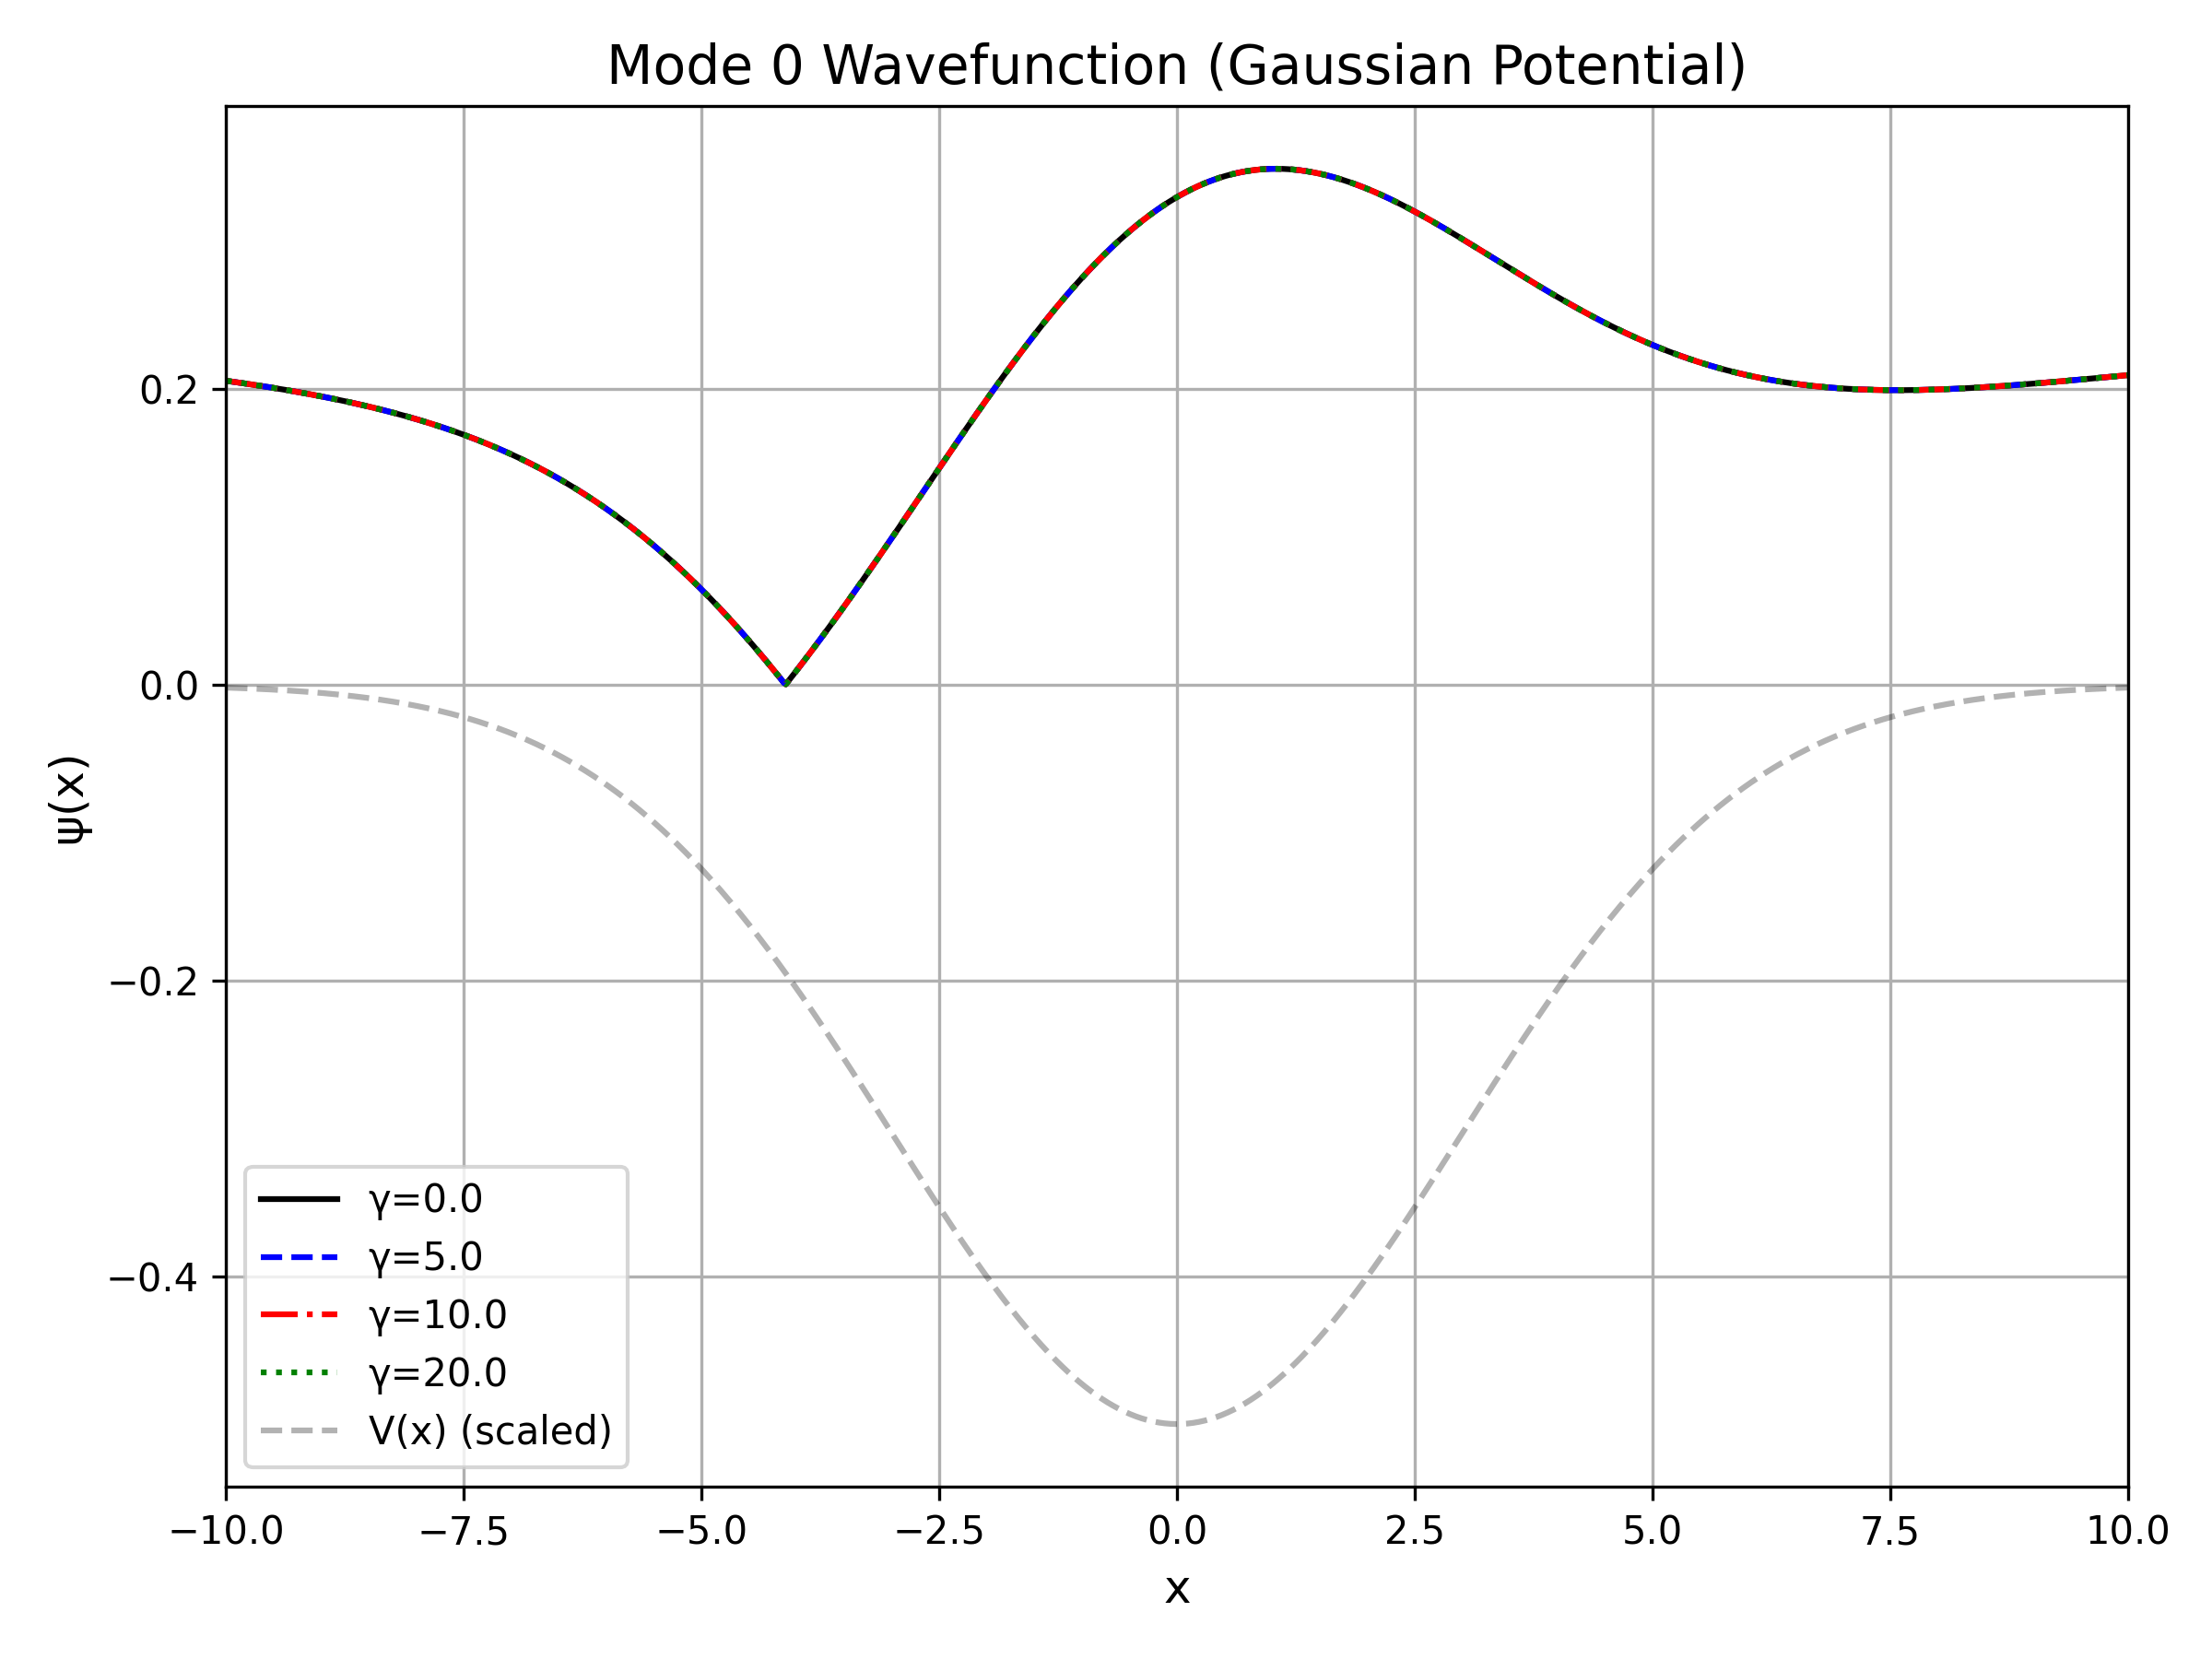 Mode 0 Wavefunction (Gaussian Potential)
ψ(x)
0.2
0.0
−0.2
−0.4
γ=0.0
γ=5.0
γ=10.0
γ=20.0
V(x) (scaled)
−10.0 −7.5 −5.0 −2.5 0.0 2.5 5.0 7.5 10.0
x